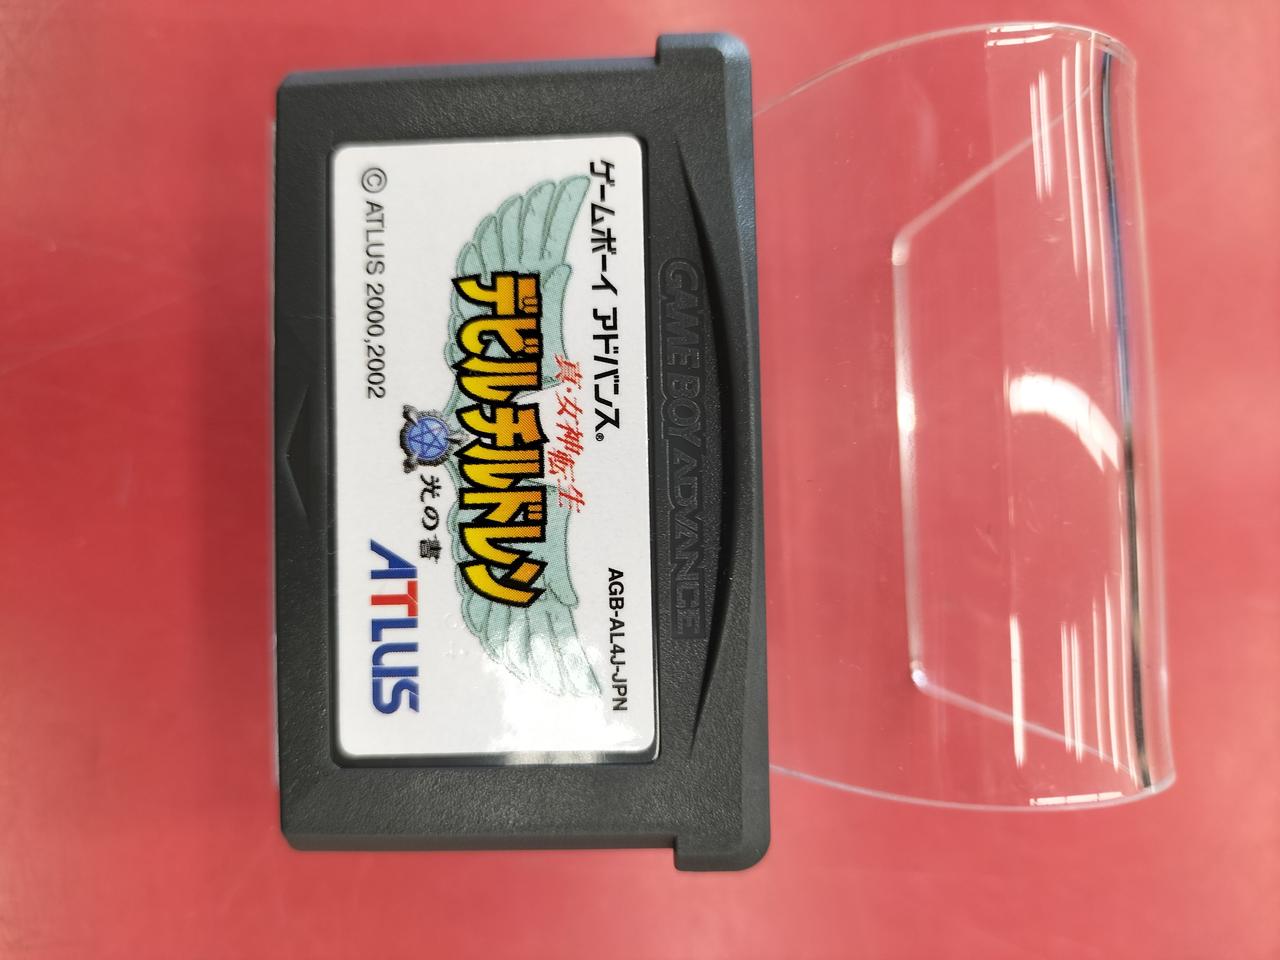 GAME BOY ADVANCE
ゲームボーイ アドバンス®
AGB-AL4J-JPN
真・女神転生
デビルチルドレン
光の書
© ATLUS 2000,2002
ATLUS